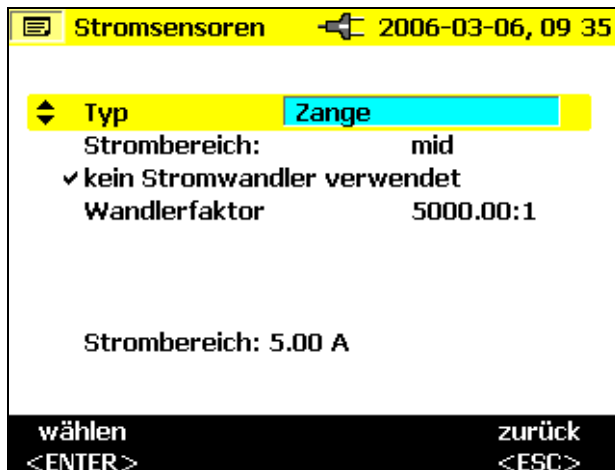 Stromsensoren 2006-03-06, 09 35
Typ Zange
Strombereich: mid
kein Stromwandler verwendet
Wandlerfaktor 5000.00:1
Strombereich: 5.00 A
wählen zurück
<ENTER> <ESC>